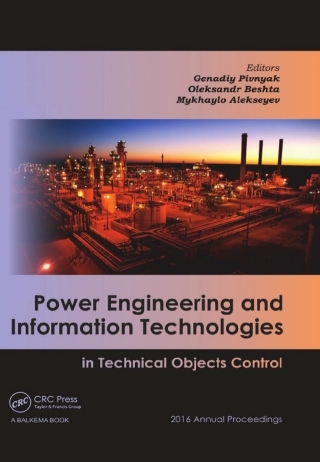 Editors
Genadiy Pivnyak
Oleksandr Beshta
Mykhaylo Alekseyev
Power Engineering and
Information Technologies
in Technical Objects Control
CRC
CRC Press
Taylor & Francis Group
A BALKEMA BOOK
2016 Annual Proceedings